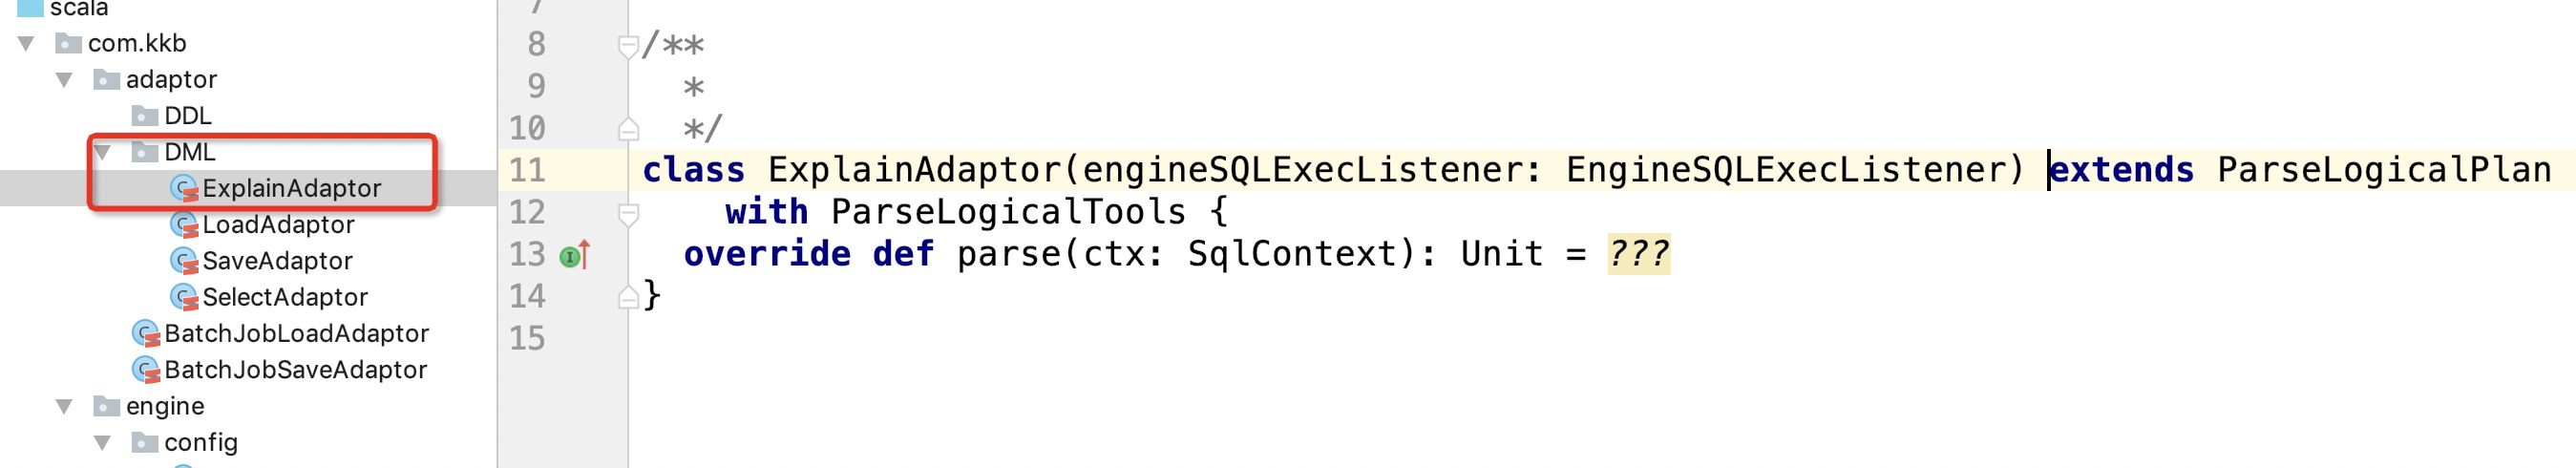 scala
com.kkb
adaptor
DDL
DML
ExplainAdaptor
LoadAdaptor
SaveAdaptor
SelectAdaptor
BatchJobLoadAdaptor
BatchJobSaveAdaptor
engine
config
7
8 /**
9 *
10 */
11 class ExplainAdaptor(engineSQLExecListener: EngineSQLExecListener) extends ParseLogicalPlan
12 with ParseLogicalTools {
13 override def parse(ctx: SqlContext): Unit = ???
14 }
15